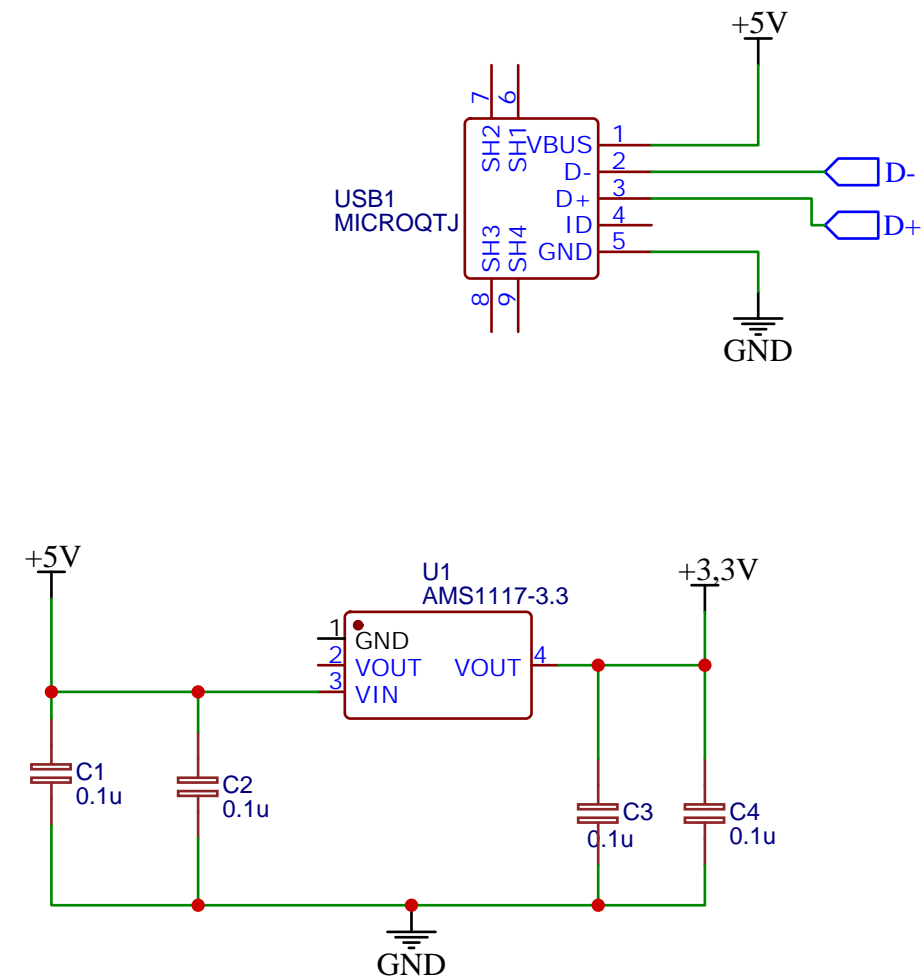 +5V
7
6
SH2
SH1
VBUS
1
D-
2
D-
USB1
MICROQTJ
D+
3
ID
4
D+
SH3
SH4
GND
5
8
9
GND
+5V
U1
AMS1117-3.3
+3,3V
1
GND
2
VOUT
VOUT
4
3
VIN
C1
0.1u
C2
0.1u
C3
0.1u
C4
0.1u
GND